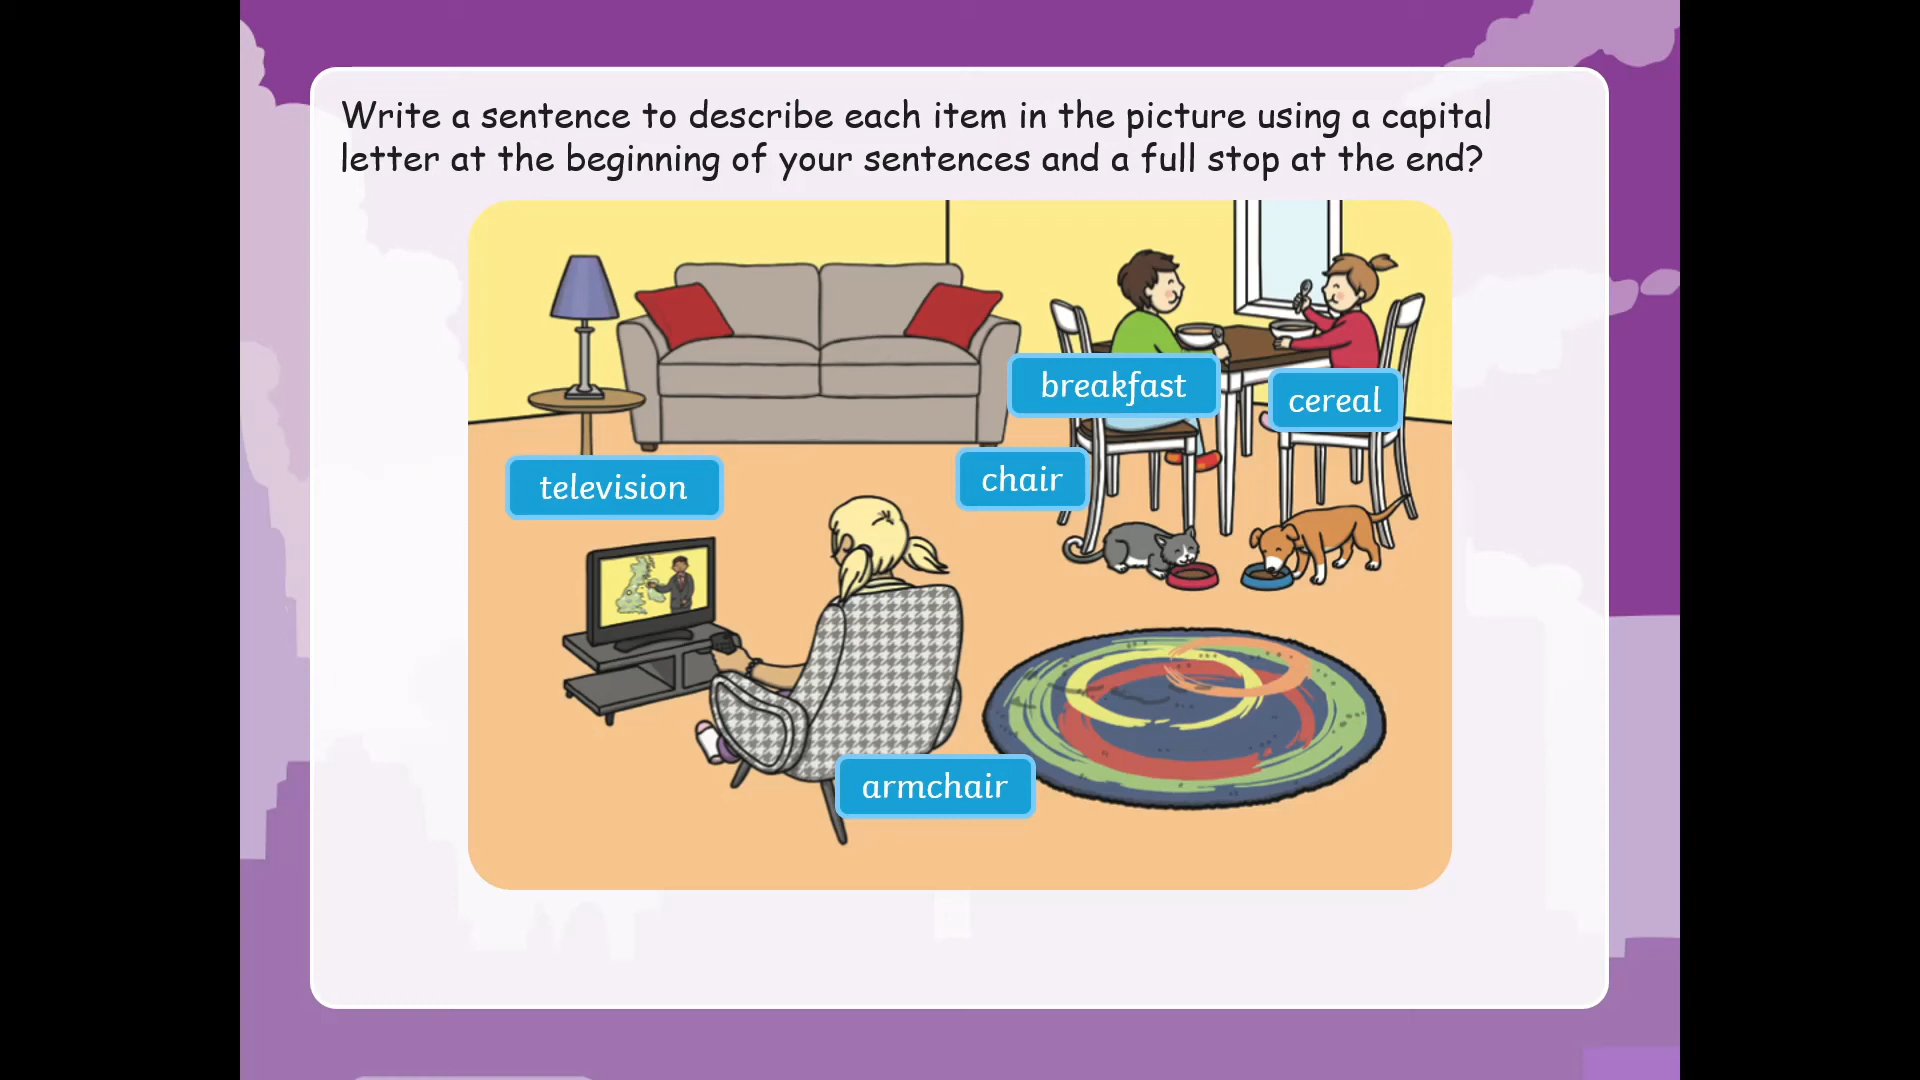 Write a sentence to describe each item in the picture using a capital
letter at the beginning of your sentences and a full stop at the end?
breakfast
cereal
chair
television
armchair